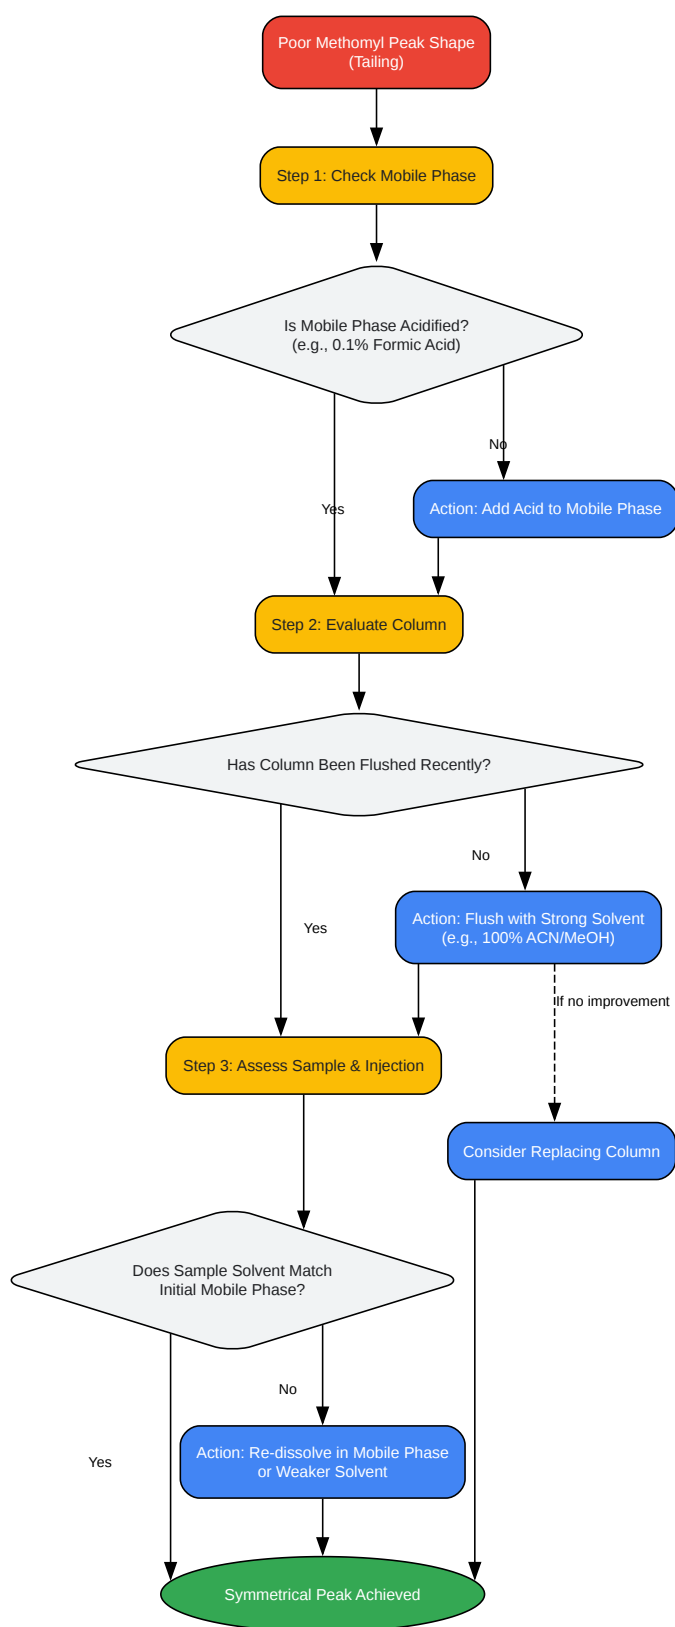 Poor Methomyl Peak Shape
(Tailing)
Step 1: Check Mobile Phase
Is Mobile Phase Acidified?
(e.g., 0.1% Formic Acid)
No
Yes
Action: Add Acid to Mobile Phase
Step 2: Evaluate Column
Has Column Been Flushed Recently?
No
Yes
Action: Flush with Strong Solvent
(e.g., 100% ACN/MeOH)
If no improvement
Step 3: Assess Sample & Injection
Consider Replacing Column
Does Sample Solvent Match
Initial Mobile Phase?
No
Yes
Action: Re-dissolve in Mobile Phase
or Weaker Solvent
Symmetrical Peak Achieved